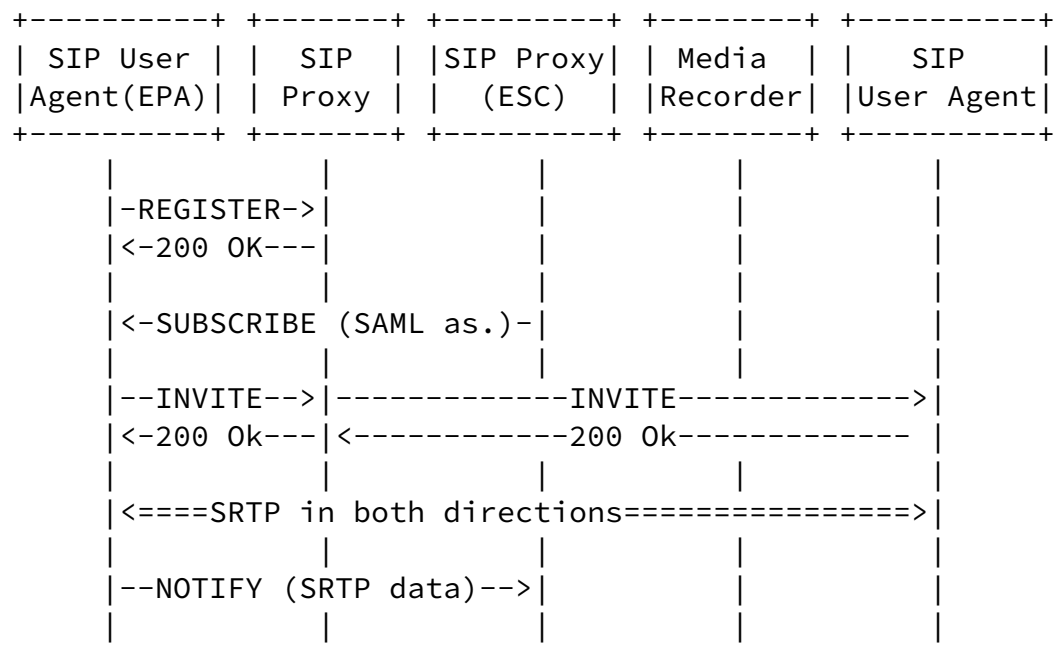 +----------+ +-------+ +---------+ +--------+ +----------+
| SIP User | |  SIP  | |SIP Proxy| | Media  | |   SIP    |
|Agent(EPA)| | Proxy | |  (ESC)  | |Recorder| |User Agent|
+----------+ +-------+ +---------+ +--------+ +----------+
     |           |           |          |          |
     |-REGISTER->|           |          |          |
     |<-200 OK---|           |          |          |
     |           |           |          |          |
     |<-SUBSCRIBE (SAML as.)-|          |          |
     |           |           |          |          |
     |--INVITE-->|-------------INVITE------------->|
     |<-200 Ok---|<------------200 Ok------------- |
     |           |           |          |          |
     |<====SRTP in both directions================>|
     |           |           |          |          |
     |--NOTIFY (SRTP data)-->|          |          |
     |           |           |          |          |